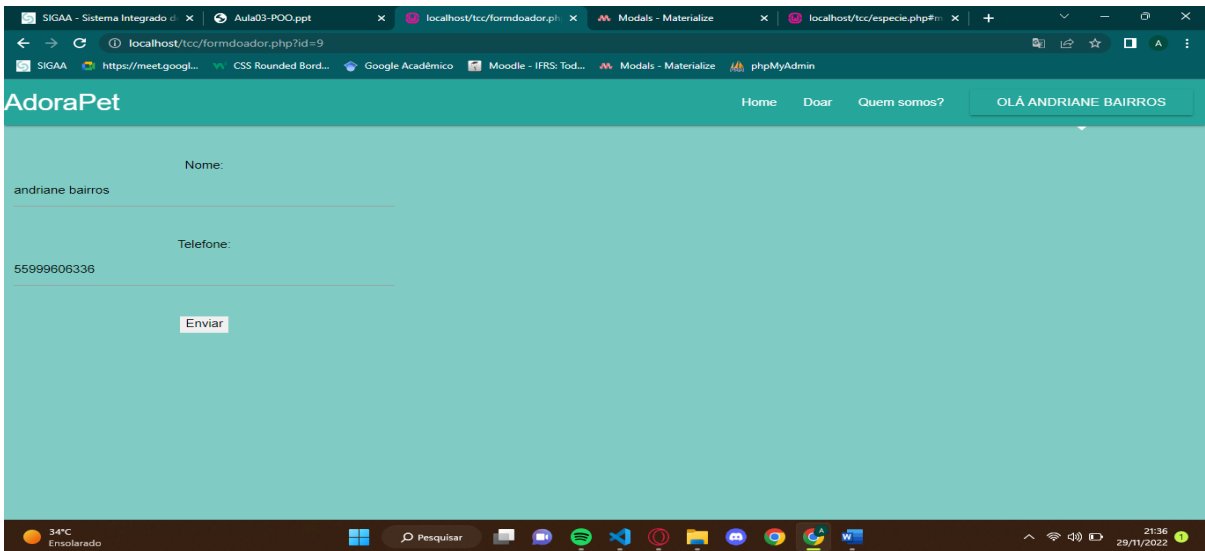 SIGAA - Sistema Integrado d
Aula03-POO.ppt
localhost/tcc/formdoador.ph
Modals - Materialize
localhost/tcc/especie.php#m
localhost/tcc/formdoador.php?id=9
A
SIGAA
https://meet.googl...
CSS Rounded Bord...
Google Acadêmico
Moodle - IFRS: Tod...
Modals - Materialize
phpMyAdmin
AdoraPet
Home
Doar
Quem somos?
OLÁ ANDRIANE BAIRROS
Nome:
andriane bairros
Telefone:
55999606336
Enviar
34°C
Ensolarado
Pesquisar
21:36
29/11/2022
1